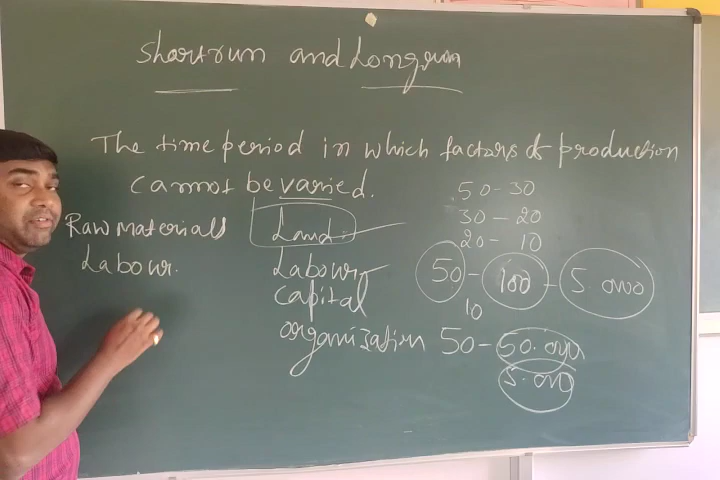 Shortrun and Longrun
The time period in which factors of production
cannot be varied.
50-30
Raw materials Land 30-20
20-10
Labour. Labour 50-100-5.000
Capital 10
organization 50-50.000
5.000